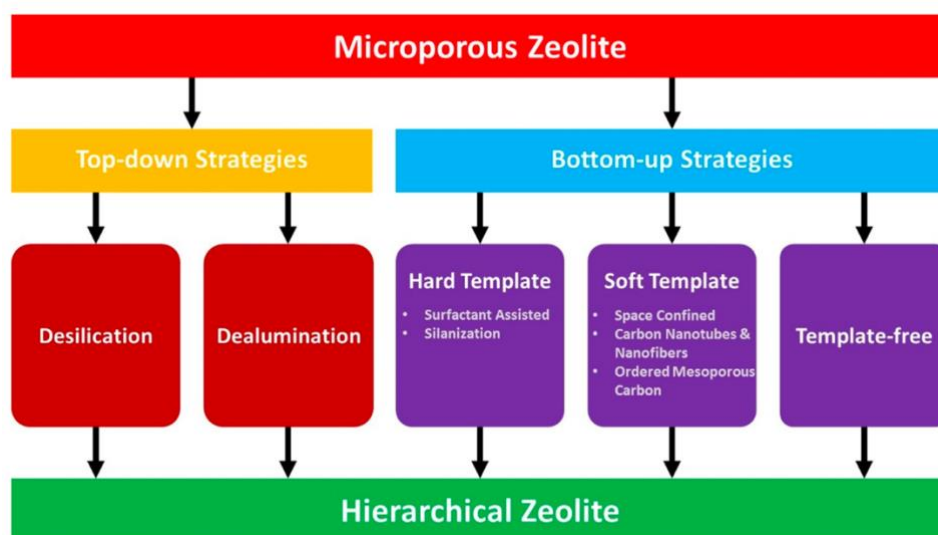 Microporous Zeolite
Top-down Strategies
Bottom-up Strategies
Desilication
Dealumination
Hard Template
• Surfactant Assisted
• Silanization
Soft Template
• Space Confined
• Carbon Nanotubes &
Nanofibers
• Ordered Mesoporous
Carbon
Template-free
Hierarchical Zeolite